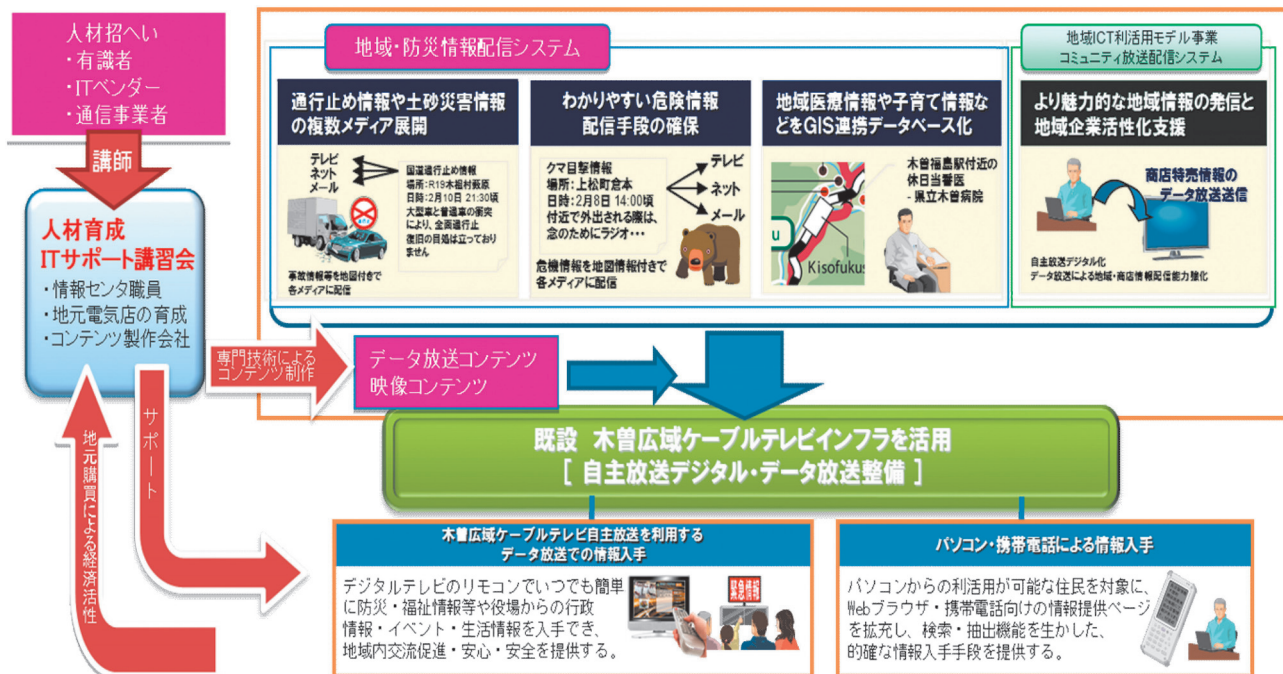 人材招へい
・有識者
・ITベンダー
・通信事業者
講師
人材育成
ITサポート講習会
・情報センタ職員
・地元電気店の育成
・コンテンツ製作会社
地域・防災情報配信システム
地域ICT利活用モデル事業
コミュニティ放送配信システム
通行止め情報や土砂災害情報
の複数メディア展開
テレビ
ネット
メール
国道通行止め情報
場所:R19木祖村薮原
日時:2月10日 21:30頃
大型車と普通車の衝突
により、全面通行止
復旧の目処は立っており
ません
事故情報等を地図付きで
各メディアに配信
わかりやすい危険情報
配信手段の確保
クマ目撃情報
場所:上松町倉本
日時:2月8日 14:00頃
付近で外出される際は、
念のためにラジオ・・・
テレビ
ネット
メール
危機情報を地図情報付きで
各メディアに配信
地域医療情報や子育て情報な
どをGIS連携データベース化
u
Kisofukus
木曽福島駅付近の
休日当番医
- 県立木曽病院
より魅力的な地域情報の発信と
地域企業活性化支援
商店特売情報の
データ放送送信
自主放送デジタル化
データ放送による地域・商店情報配信能力強化
専門技術による
コンテンツ制作
データ放送コンテンツ
映像コンテンツ
サポート
地元購買による経済活性
既設 木曽広域ケーブルテレビインフラを活用
[ 自主放送デジタル・データ放送整備 ]
木曽広域ケーブルテレビ自主放送を利用する
データ放送での情報入手
デジタルテレビのリモコンでいつでも簡単
に防災・福祉情報等や役場からの行政
情報・イベント・生活情報を入手でき、
地域内交流促進・安心・安全を提供する。
緊急情報
パソコン・携帯電話による情報入手
パソコンからの利活用が可能な住民を対象に、
Webブラウザ・携帯電話向けの情報提供ページ
を拡充し、検索・抽出機能を生かした、
的確な情報入手手段を提供する。